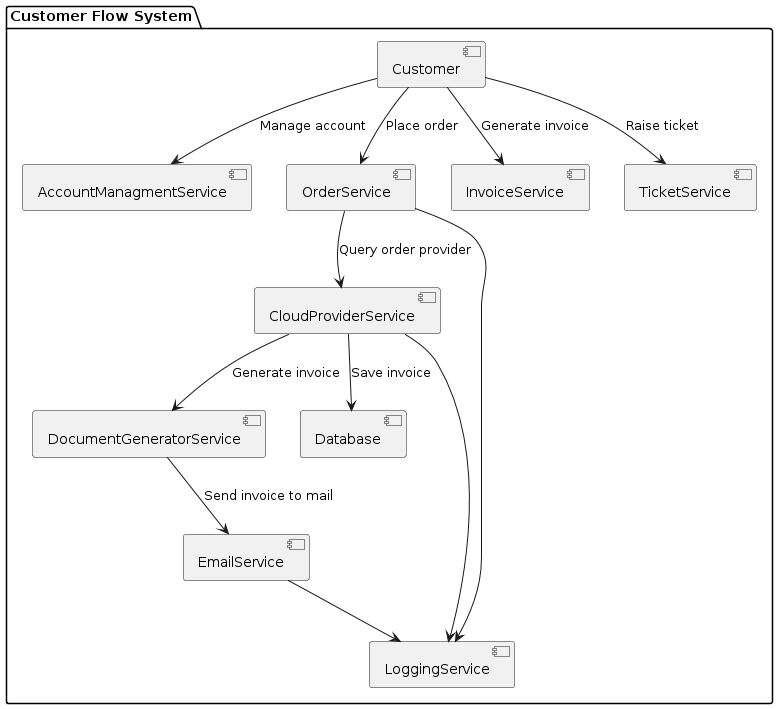 Customer Flow System
Customer
Manage account
Place order
Generate invoice
Raise ticket
AccountManagmentService
OrderService
InvoiceService
TicketService
Query order provider
CloudProviderService
Generate invoice
Save invoice
DocumentGeneratorService
Database
Send invoice to mail
EmailService
LoggingService